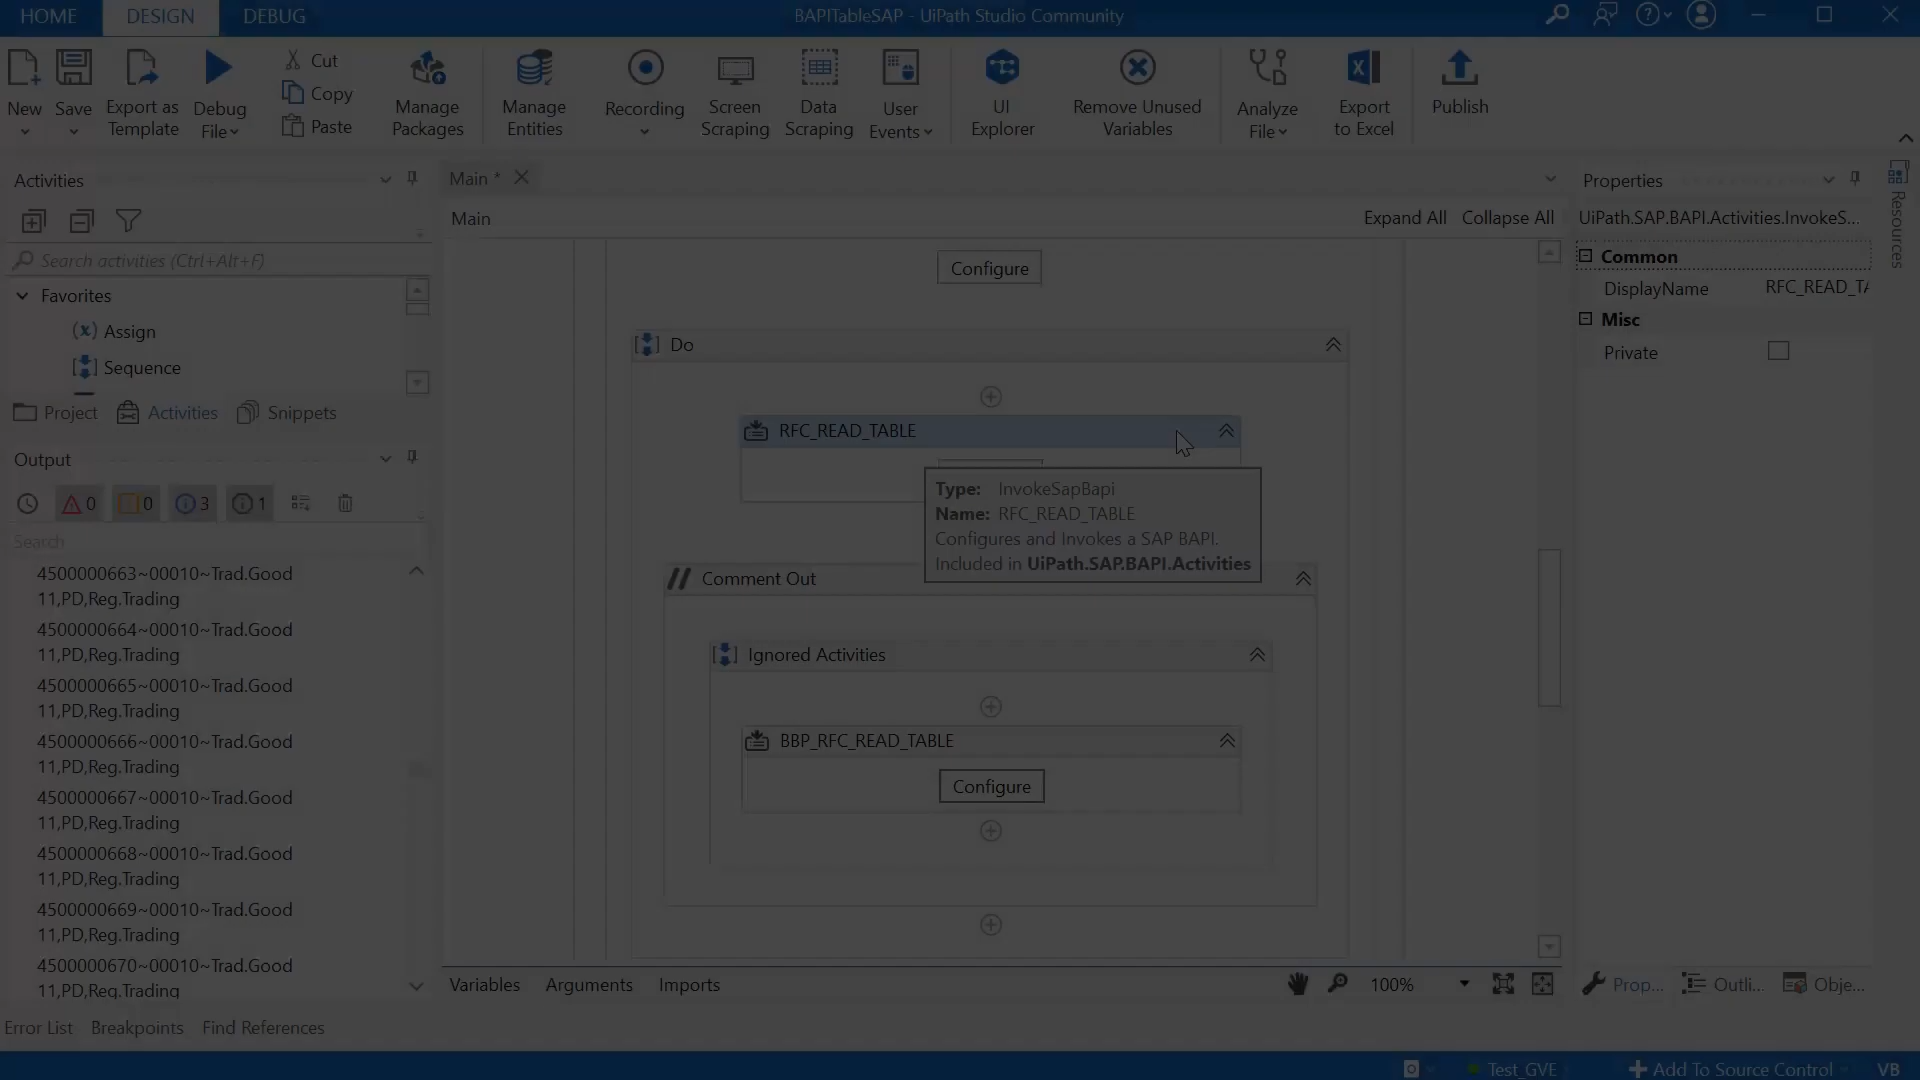 HOME DESIGN DEBUG BAPITableSAP - UiPath Studio Community
New Save Export as Template Debug File Cut Copy Paste Manage Packages Manage Entities Recording Screen Scraping Data Scraping User Events UI Explorer Remove Unused Variables Analyze File Export to Excel Publish
Activities
Main *
Properties
Main
Expand All Collapse All
UiPath.SAP.BAPI.Activities.InvokeS...
Resources
Search activities (Ctrl+Alt+F)
Configure
Common
DisplayName RFC_READ_TA
Favorites
Misc
Assign
Do
Private
Sequence
Project Activities Snippets
RFC_READ_TABLE
Output
Type: InvokeSapBapi
Name: RFC_READ_TABLE
Configures and Invokes a SAP BAPI.
Included in UiPath.SAP.BAPI.Activities
0 0 3 1
Search
// Comment Out
4500000663~00010~Trad.Good
11,PD,Reg.Trading
4500000664~00010~Trad.Good
11,PD,Reg.Trading
Ignored Activities
4500000665~00010~Trad.Good
11,PD,Reg.Trading
4500000666~00010~Trad.Good
11,PD,Reg.Trading
BBP_RFC_READ_TABLE
Configure
4500000667~00010~Trad.Good
11,PD,Reg.Trading
4500000668~00010~Trad.Good
11,PD,Reg.Trading
4500000669~00010~Trad.Good
11,PD,Reg.Trading
4500000670~00010~Trad.Good
11,PD,Reg.Trading
Variables Arguments Imports 100%
Prop... Outli... Obje...
Error List Breakpoints Find References
Test_GVE Add To Source Control VB